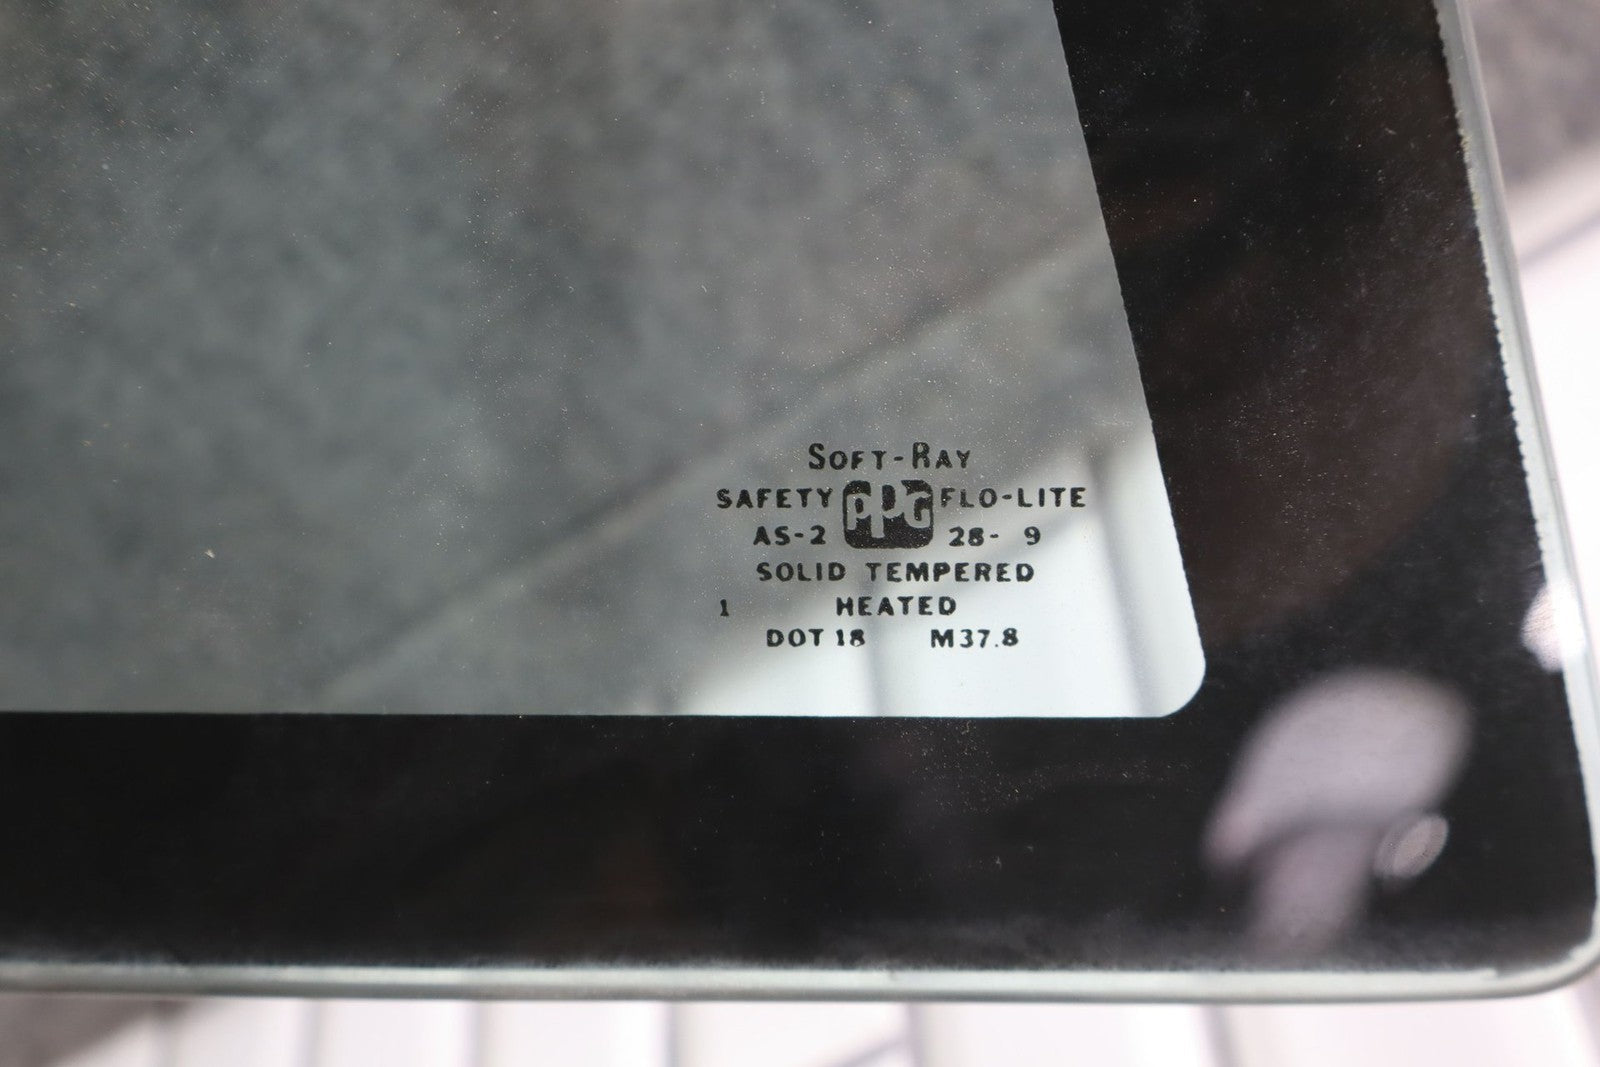 SOFT-RAY
SAFETY PPG FLO-LITE
AS-2 28- 9
SOLID TEMPERED
1 HEATED
DOT 18 M37.8